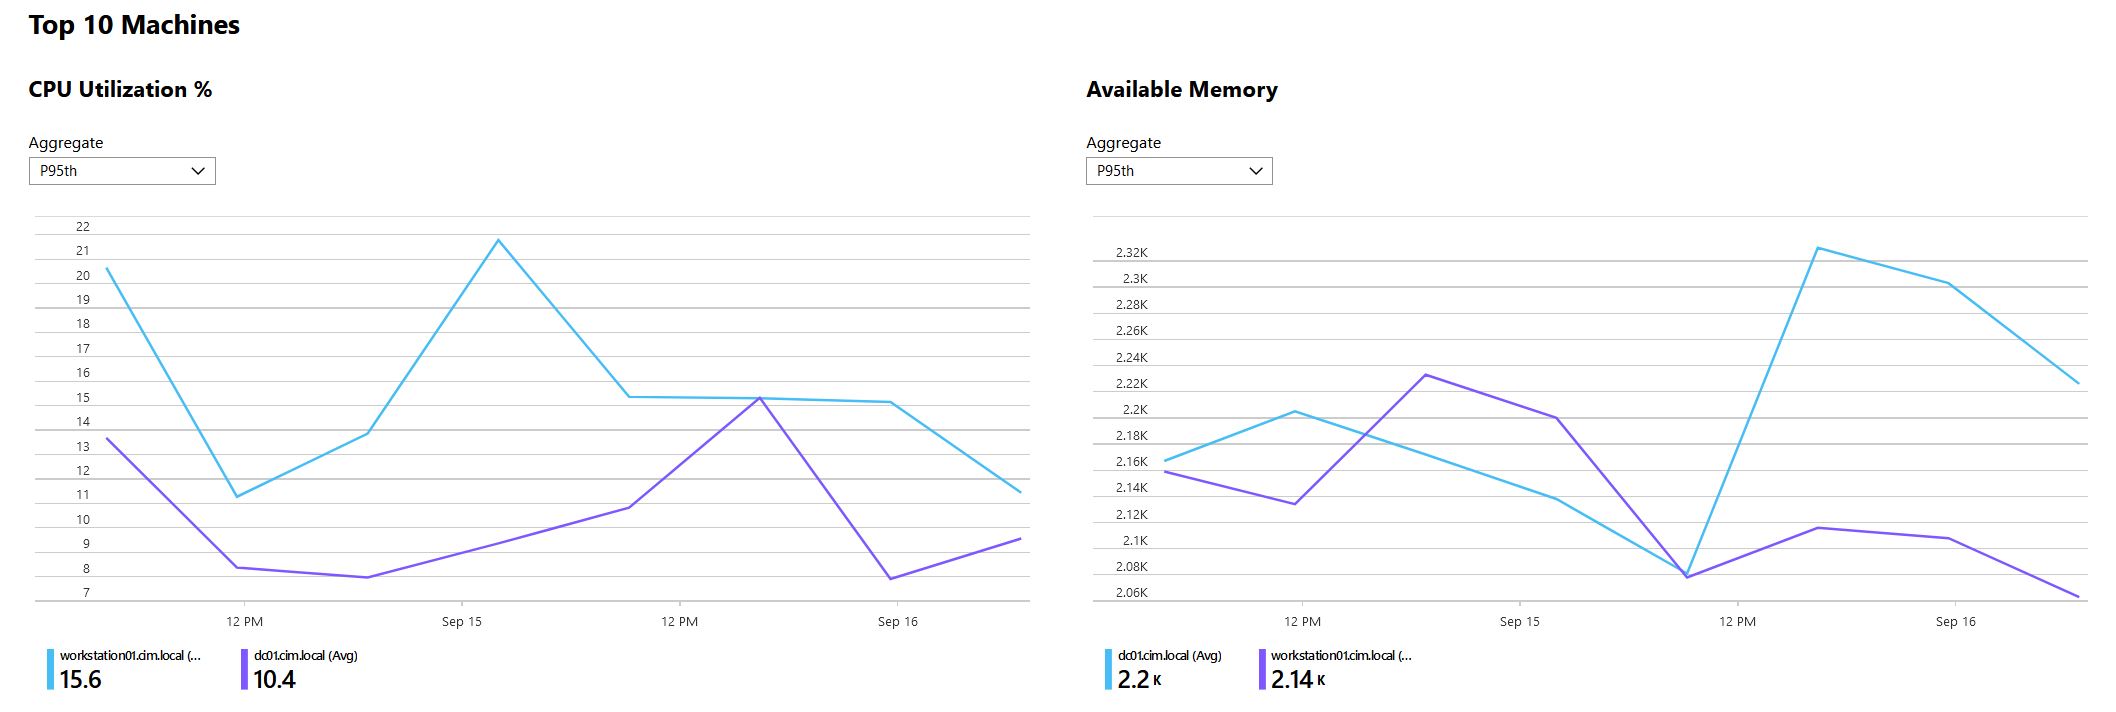 Top 10 Machines
CPU Utilization %
Aggregate
P95th
22
21
20
19
18
17
16
15
14
13
12
11
10
9
8
7
12 PM
Sep 15
12 PM
Sep 16
workstation01.cim.local (...
15.6
dc01.cim.local (Avg)
10.4
Available Memory
Aggregate
P95th
2.32K
2.3K
2.28K
2.26K
2.24K
2.22K
2.2K
2.18K
2.16K
2.14K
2.12K
2.1K
2.08K
2.06K
12 PM
Sep 15
12 PM
Sep 16
dc01.cim.local (Avg)
2.2 K
workstation01.cim.local (...
2.14 K